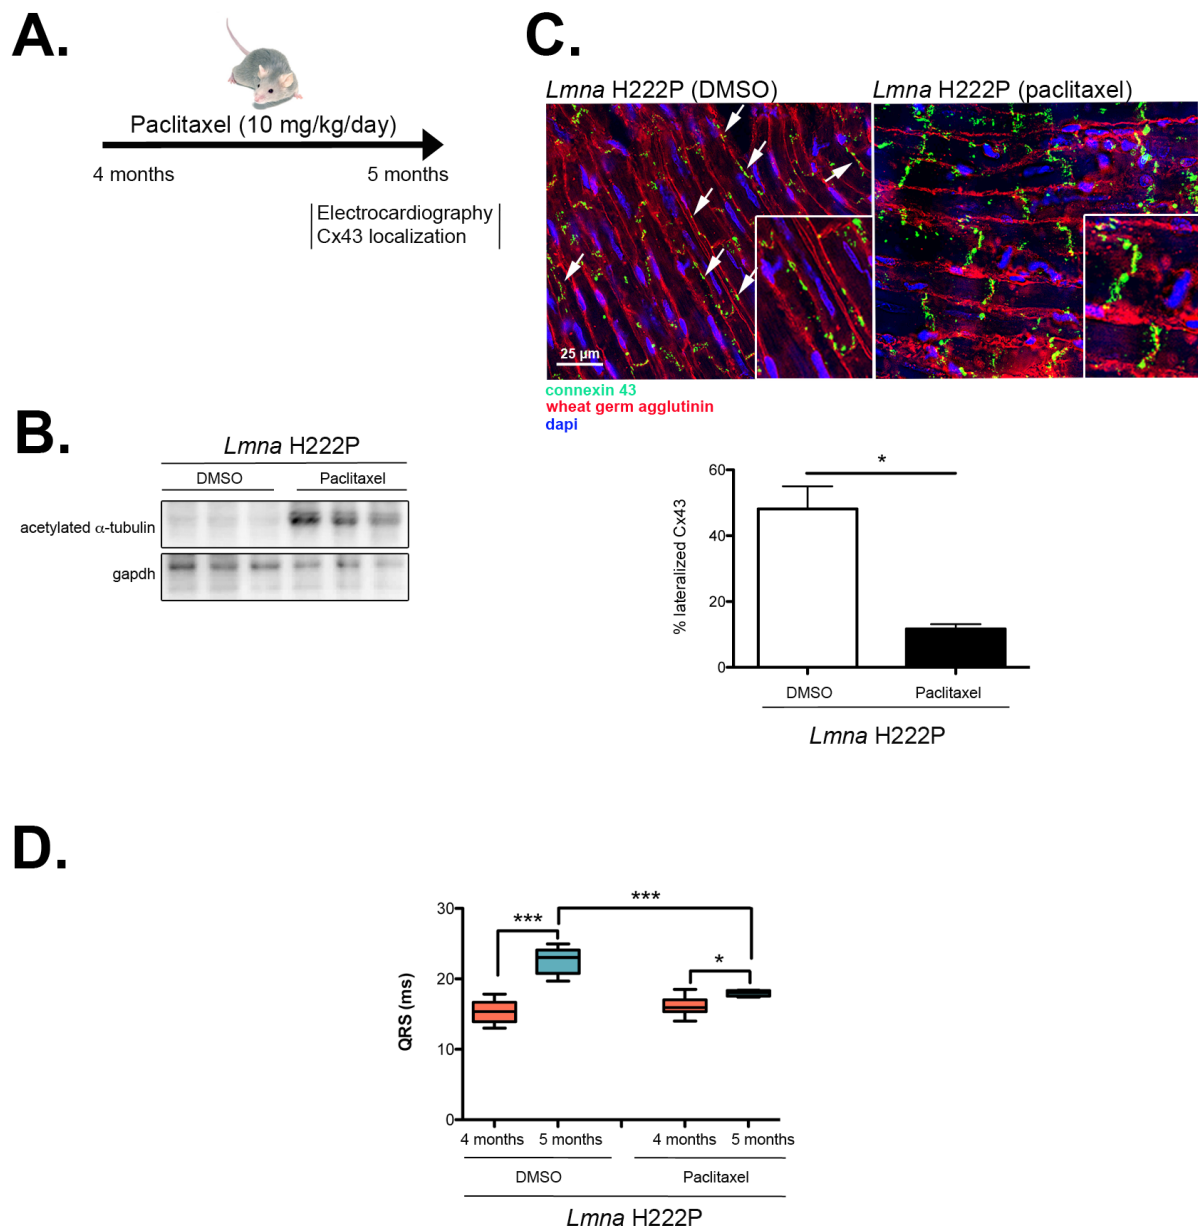 A.
Paclitaxel (10 mg/kg/day)
4 months 5 months
Electrocardiography
Cx43 localization
B.
Lmna H222P
DMSO Paclitaxel
acetylated α-tubulin
gapdh
C.
Lmna H222P (DMSO) Lmna H222P (paclitaxel)
25 µm
connexin 43
wheat germ agglutinin
dapi
*
60
40
20
0
% lateralized Cx43
DMSO Paclitaxel
Lmna H222P
D.
***
***
*
30
20
10
0
QRS (ms)
4 months 5 months 4 months 5 months
DMSO Paclitaxel
Lmna H222P